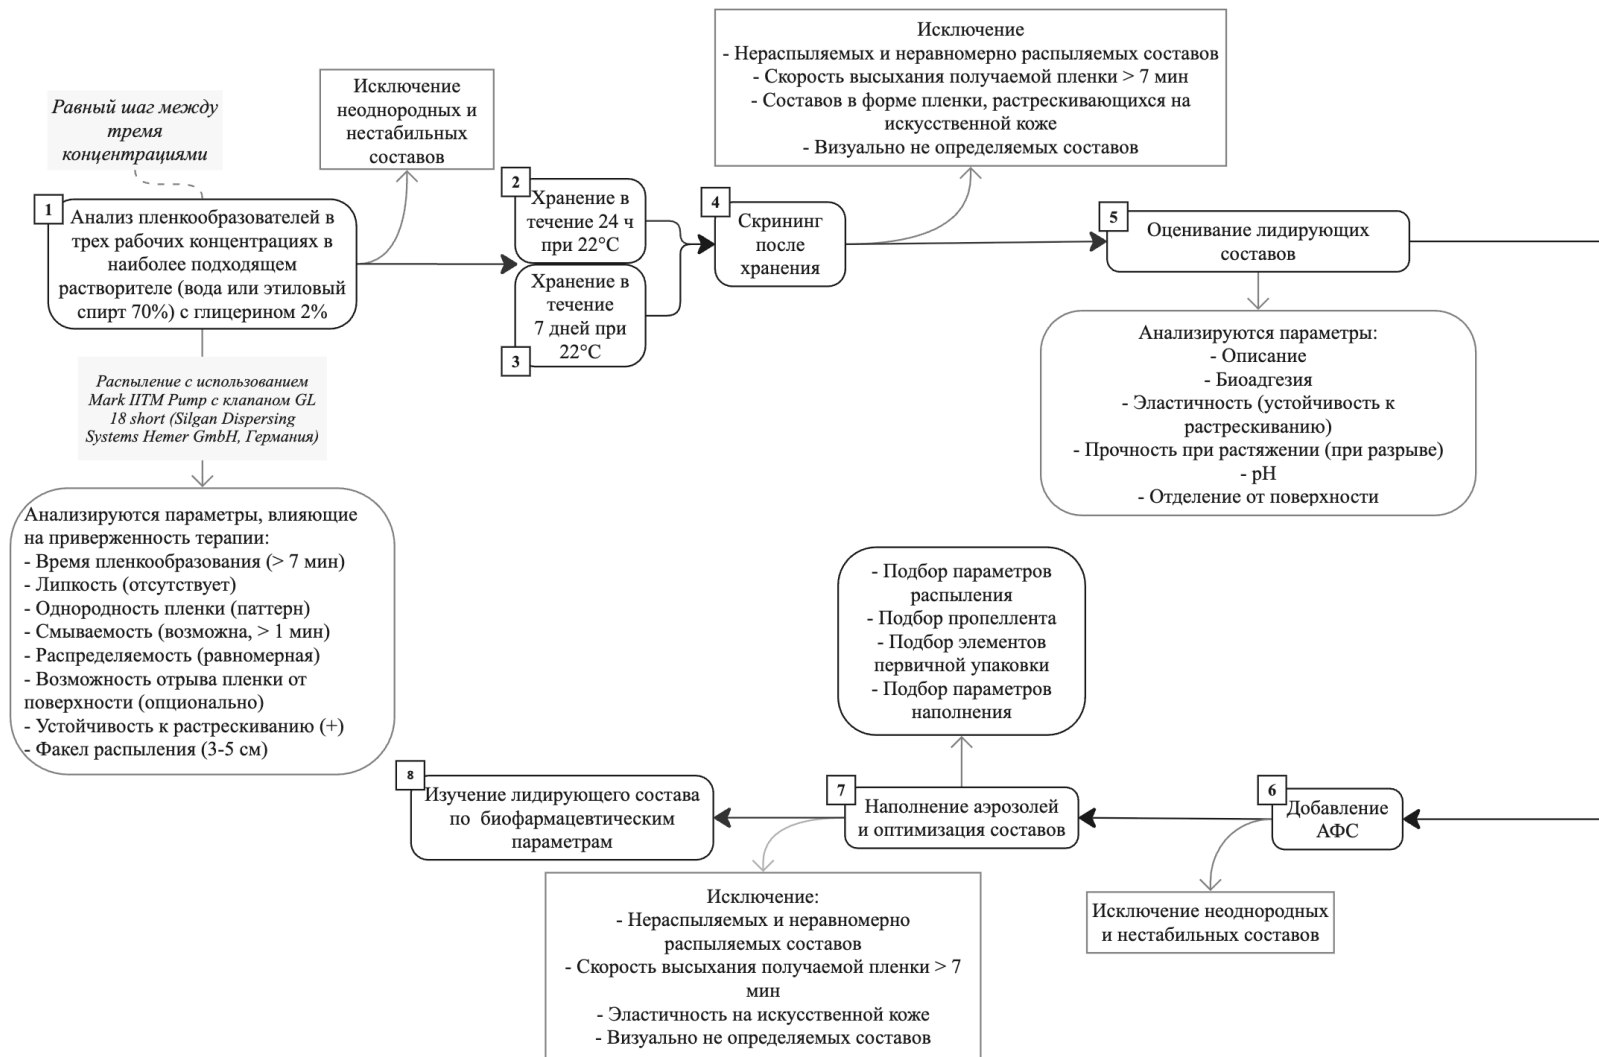 Равный шаг между
тремя
концентрациями
1
Анализ пленкообразователей в
трех рабочих концентрациях в
наиболее подходящем
растворителе (вода или этиловый
спирт 70%) с глицерином 2%
Распыление с использованием
Mark IITM Pump с клапаном GL
18 short (Silgan Dispersing
Systems Hemer GmbH, Германия)
Анализируются параметры, влияющие
на приверженность терапии:
- Время пленкообразования (> 7 мин)
- Липкость (отсутствует)
- Однородность пленки (паттерн)
- Смываемость (возможна, > 1 мин)
- Распределяемость (равномерная)
- Возможность отрыва пленки от
поверхности (опционально)
- Устойчивость к растрескиванию (+)
- Факел распыления (3-5 см)
Исключение
неоднородных и
нестабильных
составов
2
Хранение в
течение 24 ч
при 22°C
Хранение в
течение
7 дней при
22°C
3
4
Скрининг
после
хранения
Исключение
- Нераспыляемых и неравномерно распыляемых составов
- Скорость высыхания получаемой пленки > 7 мин
- Составов в форме пленки, растрескивающихся на
искусственной коже
- Визуально не определяемых составов
5
Оценивание лидирующих
составов
Анализируются параметры:
- Описание
- Биоадгезия
- Эластичность (устойчивость к
растрескиванию)
- Прочность при растяжении (при разрыве)
- pH
- Отделение от поверхности
6
Добавление
АФС
Исключение неоднородных
и нестабильных составов
7
Наполнение аэрозолей
и оптимизация составов
- Подбор параметров
распыления
- Подбор пропеллента
- Подбор элементов
первичной упаковки
- Подбор параметров
наполнения
Исключение:
- Нераспыляемых и неравномерно
распыляемых составов
- Скорость высыхания получаемой пленки > 7
мин
- Эластичность на искусственной коже
- Визуально не определяемых составов
8
Изучение лидирующего состава
по биофармацевтическим
параметрам